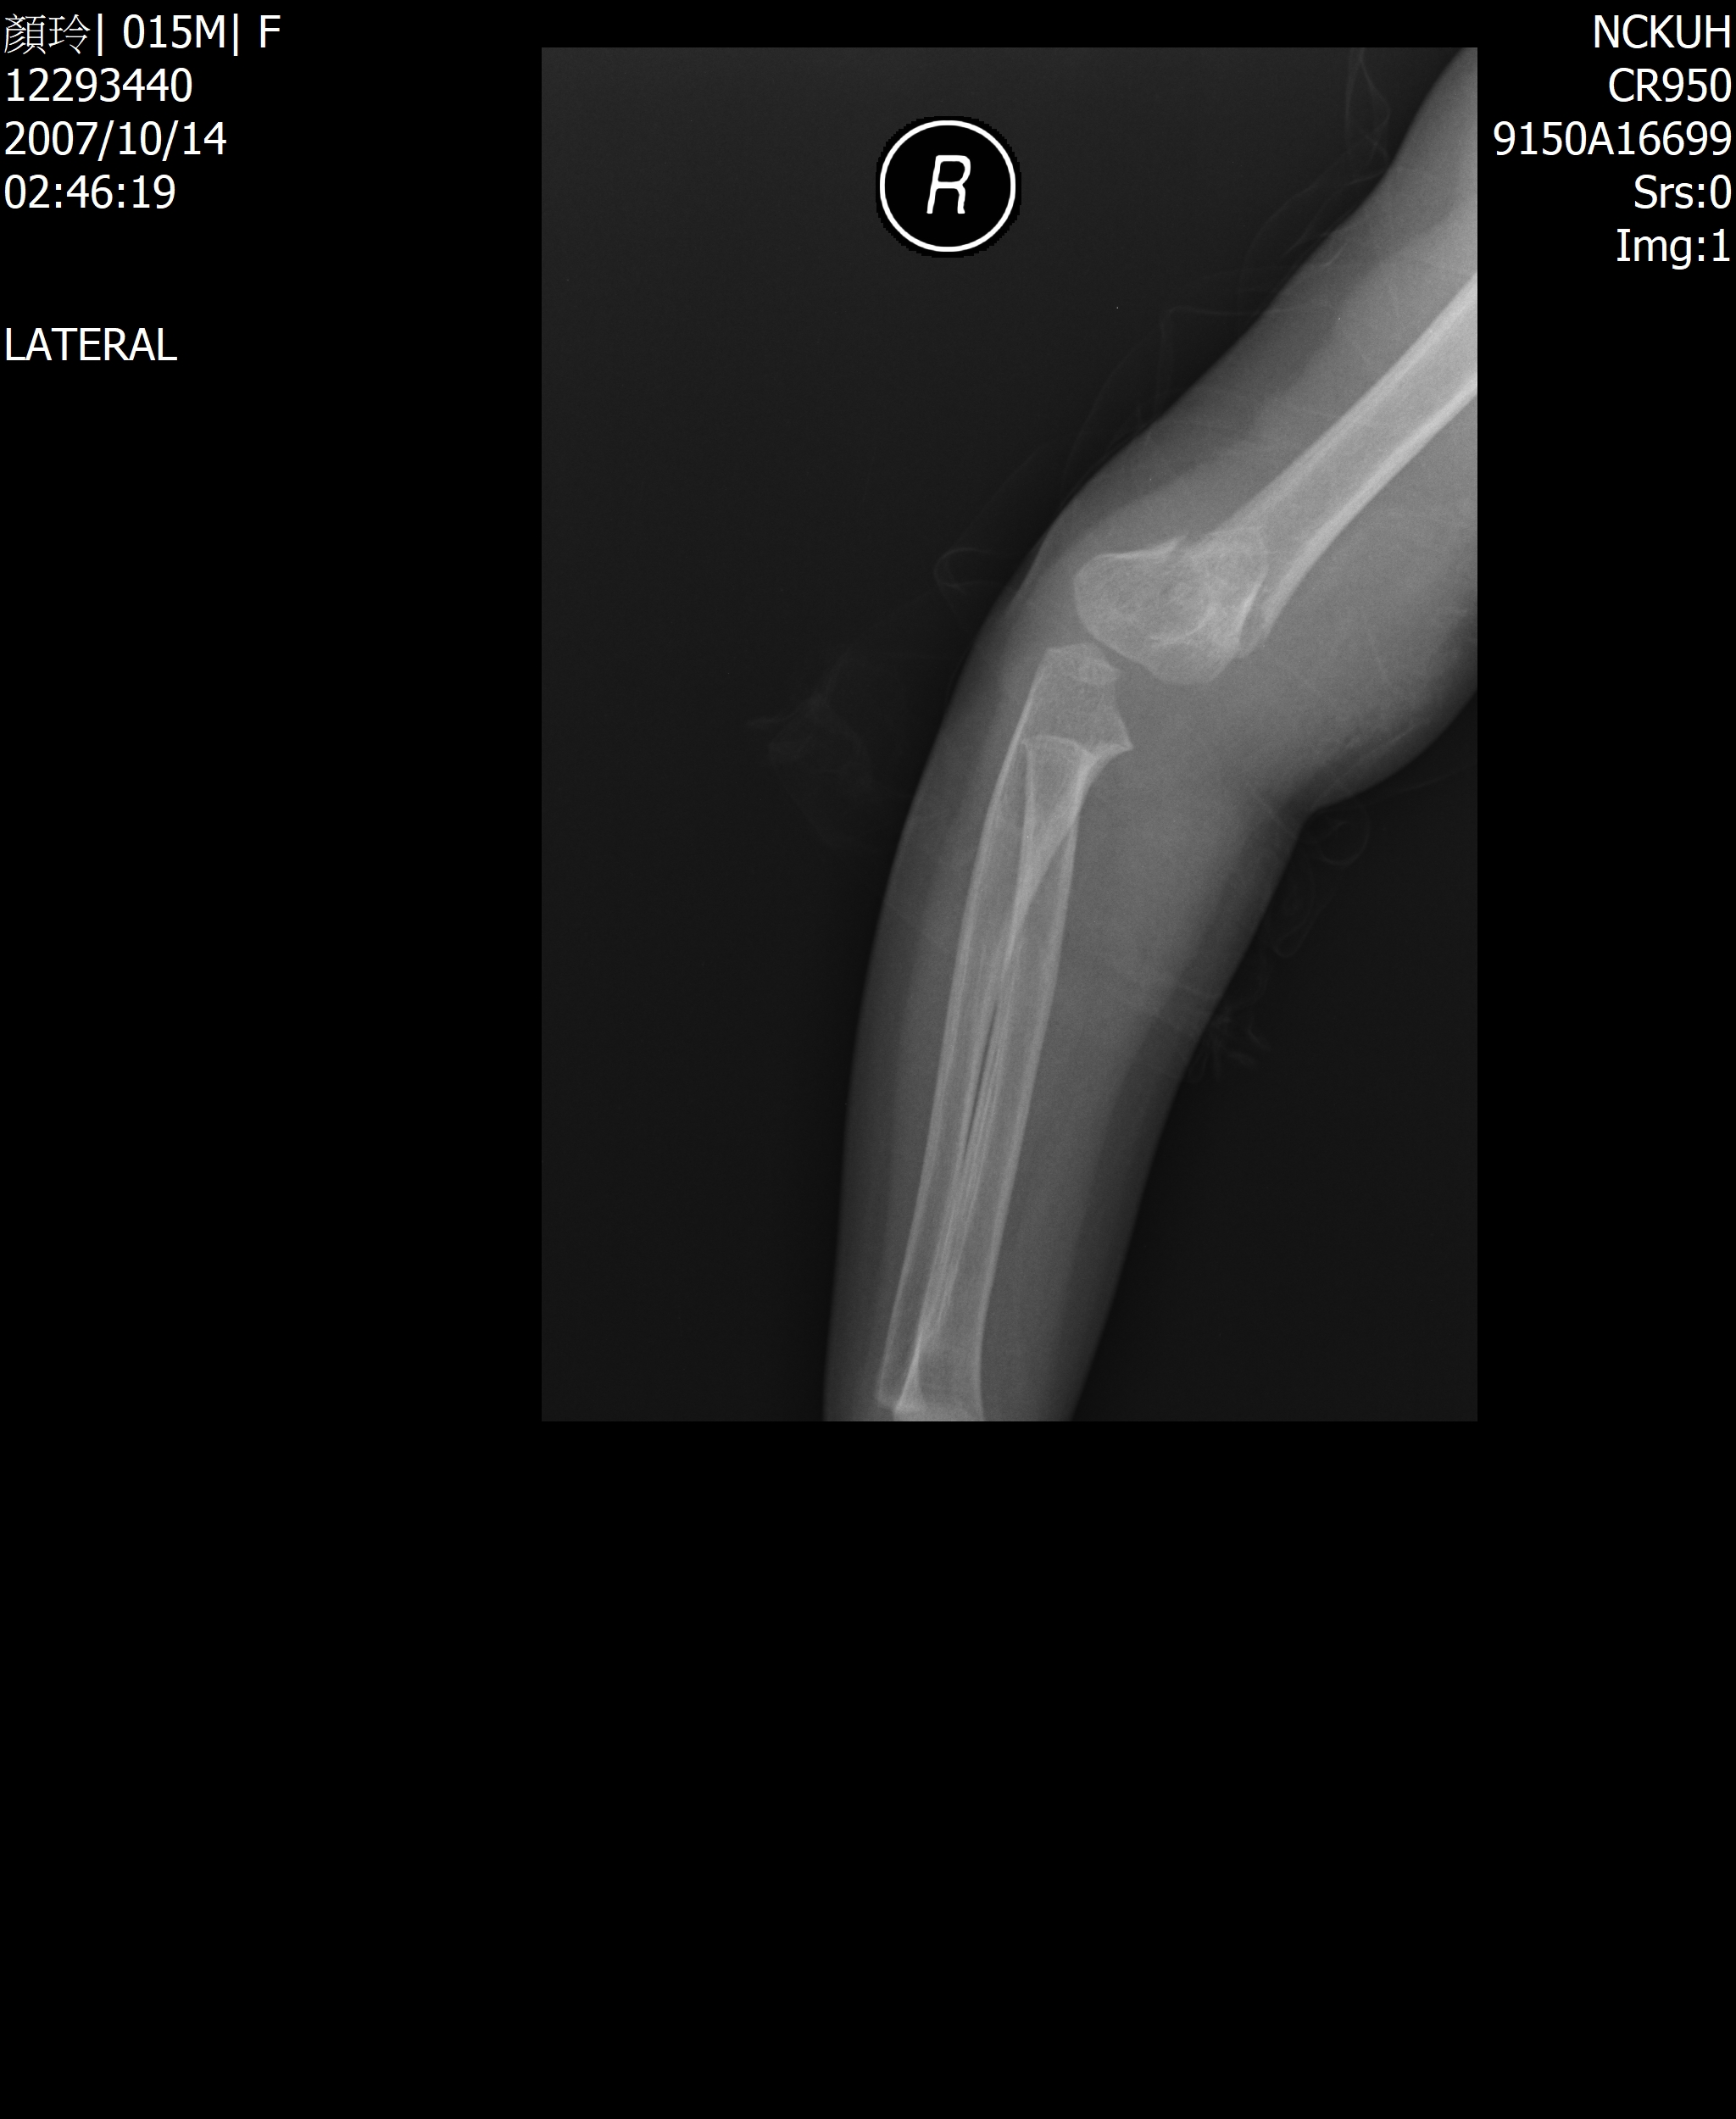 顏玲| 015M| F
12293440
2007/10/14
02:46:19
LATERAL
NCKUH
CR950
9150A16699
Srs:0
Img:1
R